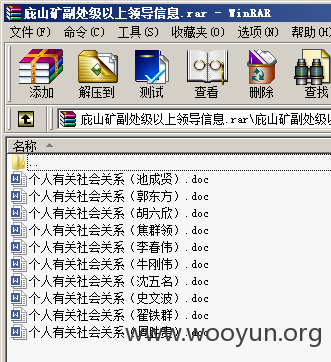 庇山矿副处级以上领导信息.rar - WinRAR
文件(F) 命令(C) 工具(S) 收藏夹(O) 选项(N) 帮助(H)
添加 解压到 测试 查看 删除 查找
庇山矿副处级以上领导信息.rar\庇山矿副处级以上领
名称
..
个人有关社会关系（池成贤）.doc
个人有关社会关系（郭东方）.doc
个人有关社会关系（胡六欣）.doc
个人有关社会关系（焦群领）.doc
个人有关社会关系（李春伟）.doc
个人有关社会关系（牛刚伟）.doc
个人有关社会关系（沈五名）.doc
个人有关社会关系（史文波）.doc
个人有关社会关系（翟铁群）.doc
个人有关社会关系（周胜.doc
www.wooyun.org